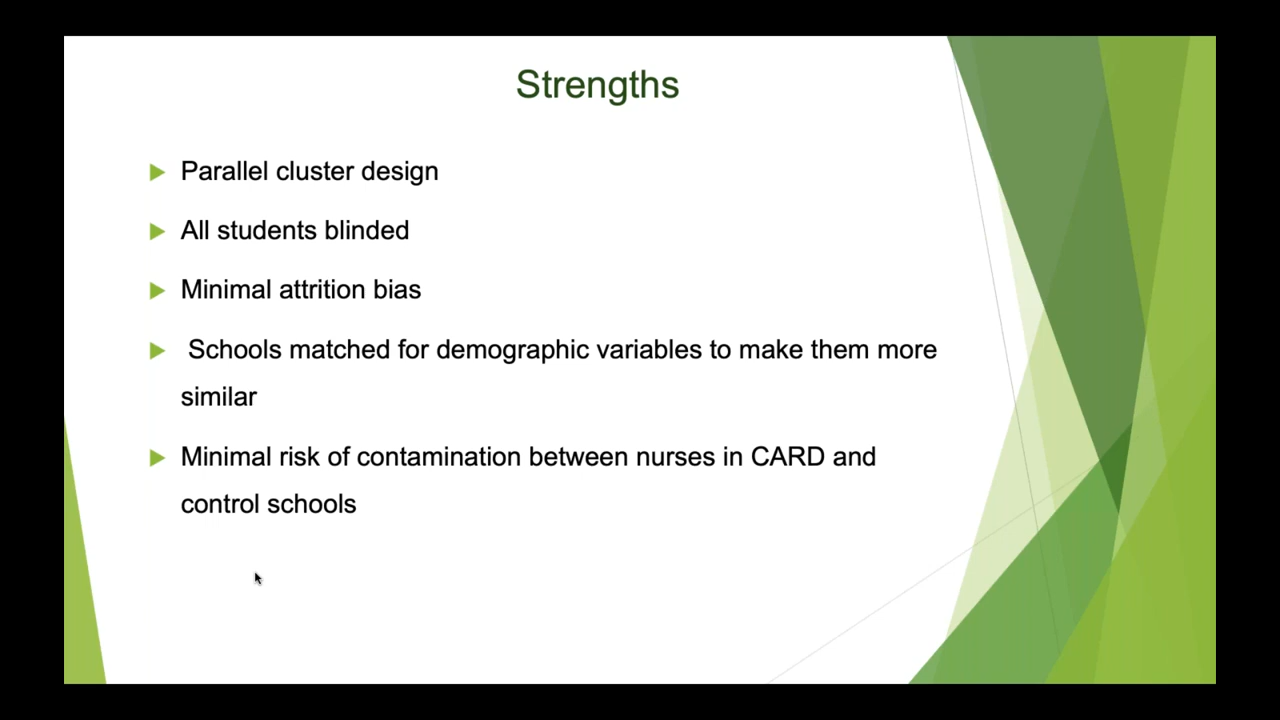 Strengths
Parallel cluster design
All students blinded
Minimal attrition bias
Schools matched for demographic variables to make them more
similar
Minimal risk of contamination between nurses in CARD and
control schools